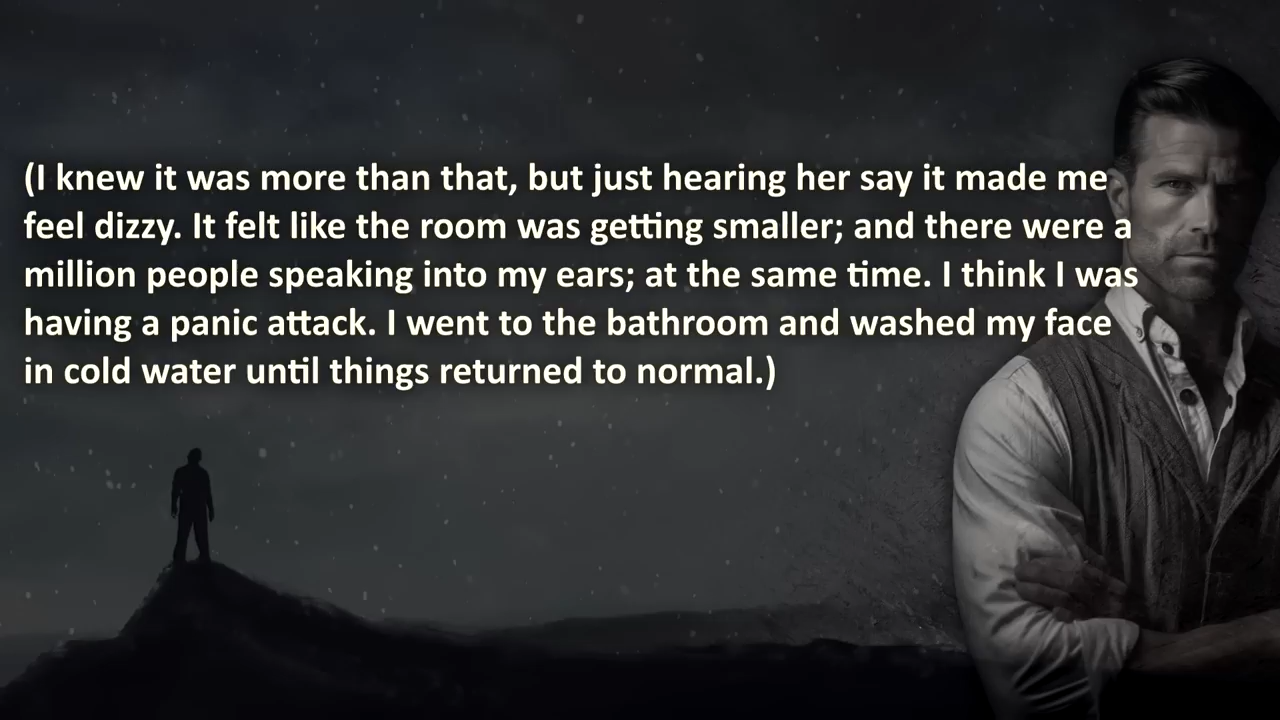 (I knew it was more than that, but just hearing her say it made me
feel dizzy. It felt like the room was getting smaller; and there were a
million people speaking into my ears; at the same time. I think I was
having a panic attack. I went to the bathroom and washed my face
in cold water until things returned to normal.)